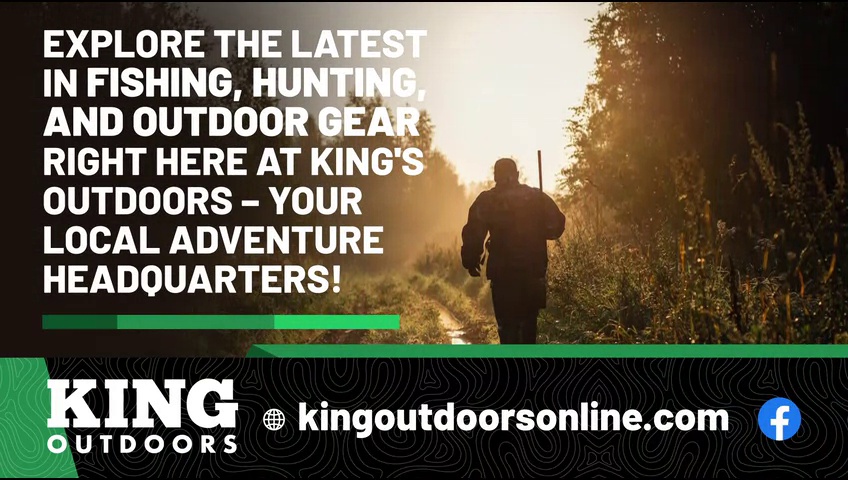 EXPLORE THE LATEST
IN FISHING, HUNTING,
AND OUTDOOR GEAR
RIGHT HERE AT KING'S
OUTDOORS – YOUR
LOCAL ADVENTURE
HEADQUARTERS!
KING
OUTDOORS
kingoutdoorsonline.com